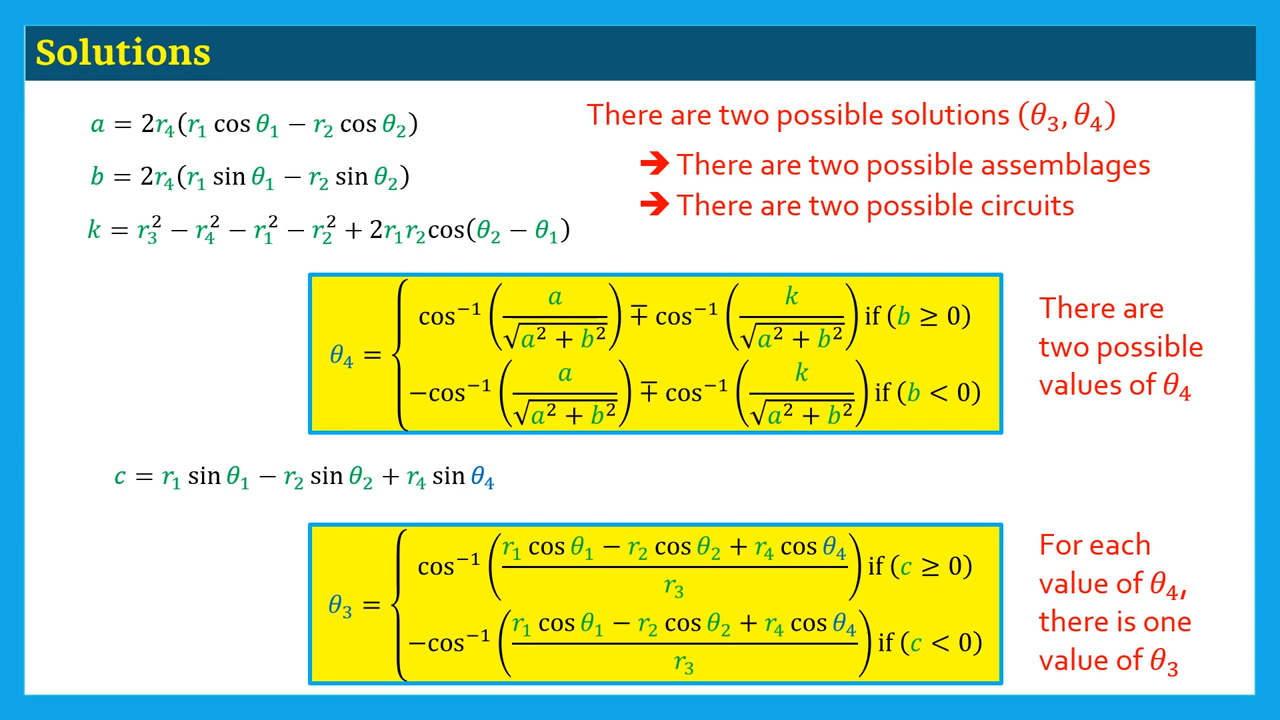 Solutions
a = 2r₄(r₁ cos θ₁ − r₂ cos θ₂)
b = 2r₄(r₁ sin θ₁ − r₂ sin θ₂)
k = r₃² − r₄² − r₁² − r₂² + 2r₁r₂cos(θ₂ − θ₁)
There are two possible solutions (θ₃, θ₄)
➔ There are two possible assemblages
➔ There are two possible circuits
θ₄ = { cos⁻¹(a / √(a² + b²)) ∓ cos⁻¹(k / √(a² + b²)) if (b ≥ 0)
−cos⁻¹(a / √(a² + b²)) ∓ cos⁻¹(k / √(a² + b²)) if (b < 0)
There are
two possible
values of θ₄
c = r₁ sin θ₁ − r₂ sin θ₂ + r₄ sin θ₄
θ₃ = { cos⁻¹((r₁ cos θ₁ − r₂ cos θ₂ + r₄ cos θ₄) / r₃) if (c ≥ 0)
−cos⁻¹((r₁ cos θ₁ − r₂ cos θ₂ + r₄ cos θ₄) / r₃) if (c < 0)
For each
value of θ₄,
there is one
value of θ₃